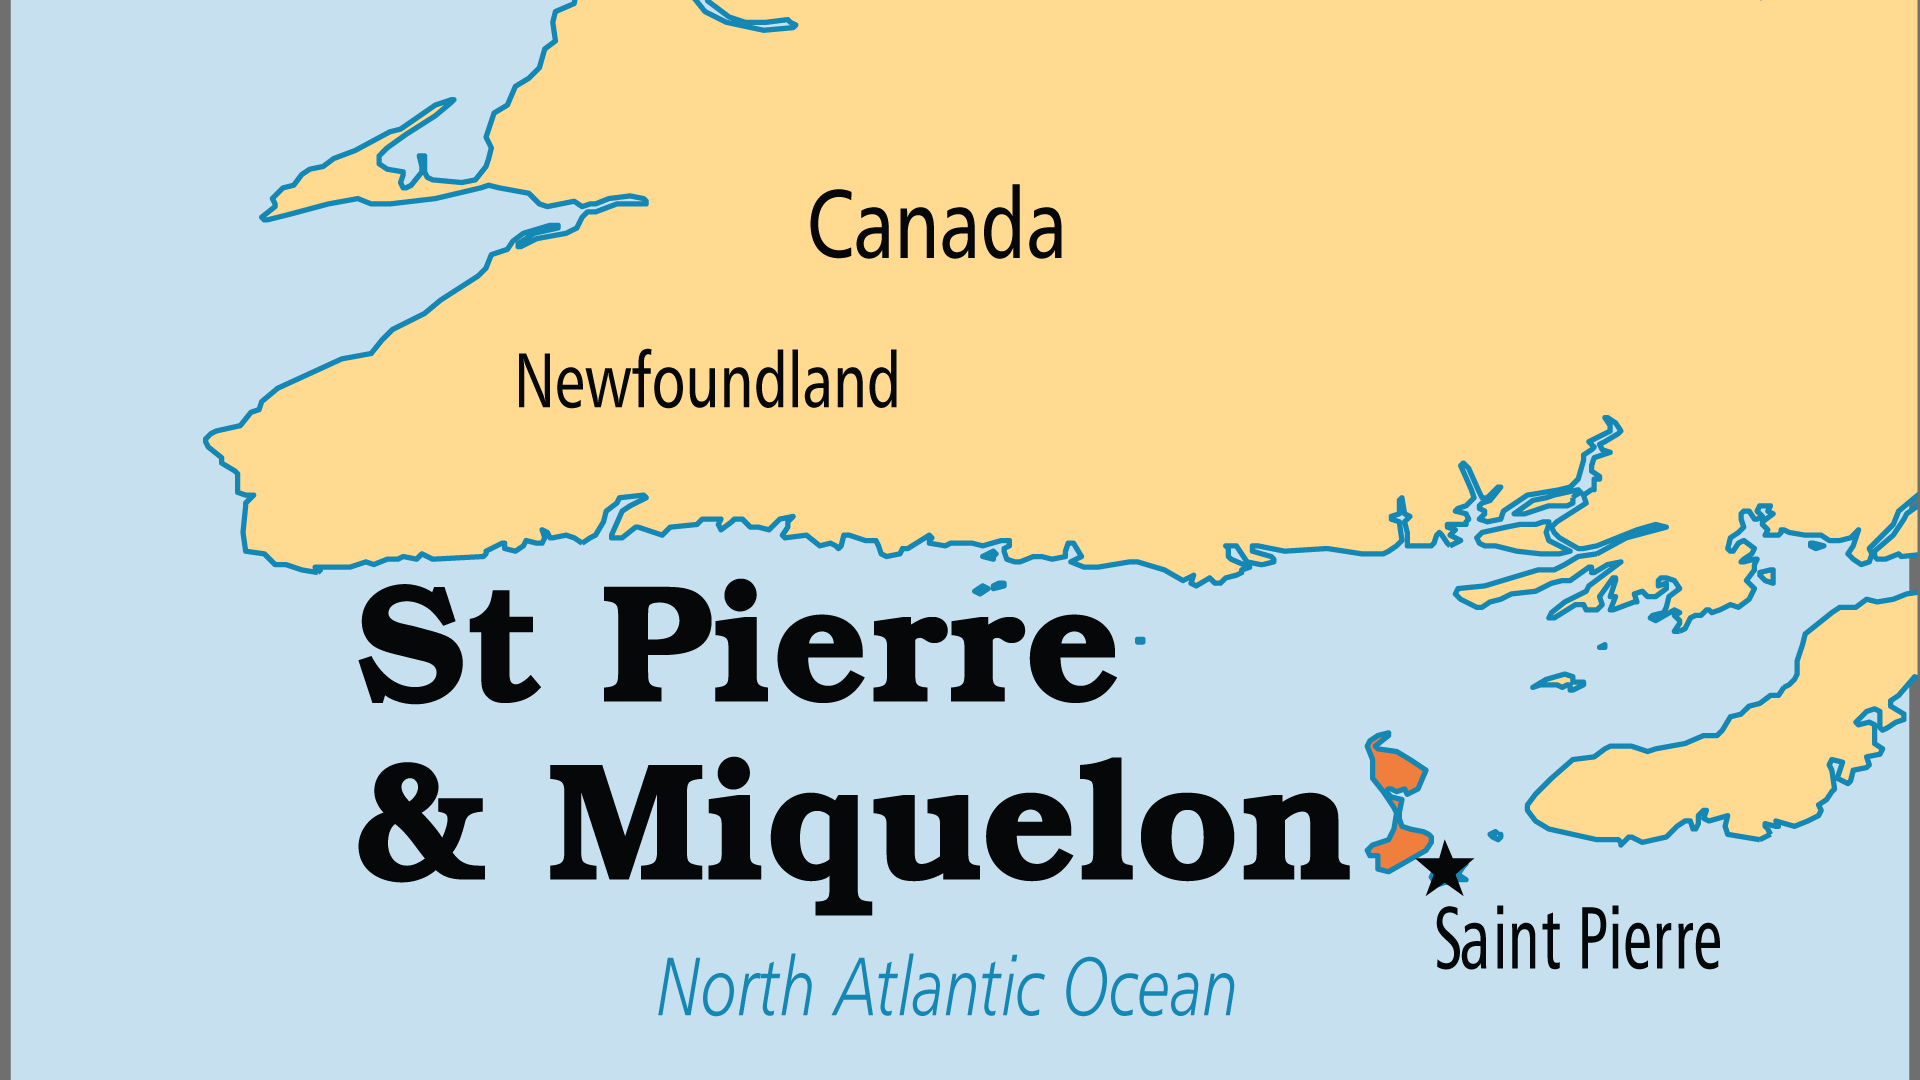 Canada
Newfoundland
St Pierre
& Miquelon
Saint Pierre
North Atlantic Ocean